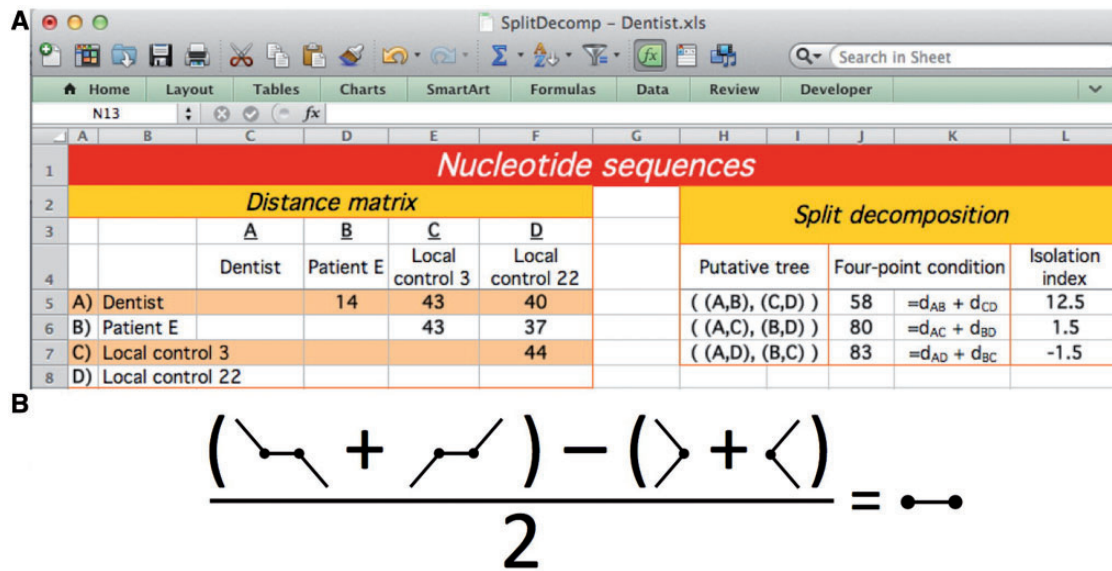 A
SplitDecomp - Dentist.xls
Search in Sheet
Home Layout Tables Charts SmartArt Formulas Data Review Developer
N13 fx
A B C D E F G H I J K L
1 Nucleotide sequences
2 Distance matrix Split decomposition
3 A B C D
4 Dentist Patient E Local control 3 Local control 22 Putative tree Four-point condition Isolation index
5 A) Dentist 14 43 40 ( (A,B), (C,D) ) 58 =dAB + dCD 12.5
6 B) Patient E 43 37 ( (A,C), (B,D) ) 80 =dAC + dBD 1.5
7 C) Local control 3 44 ( (A,D), (B,C) ) 83 =dAD + dBC -1.5
8 D) Local control 22
B
( + ) − ( + )
2
=